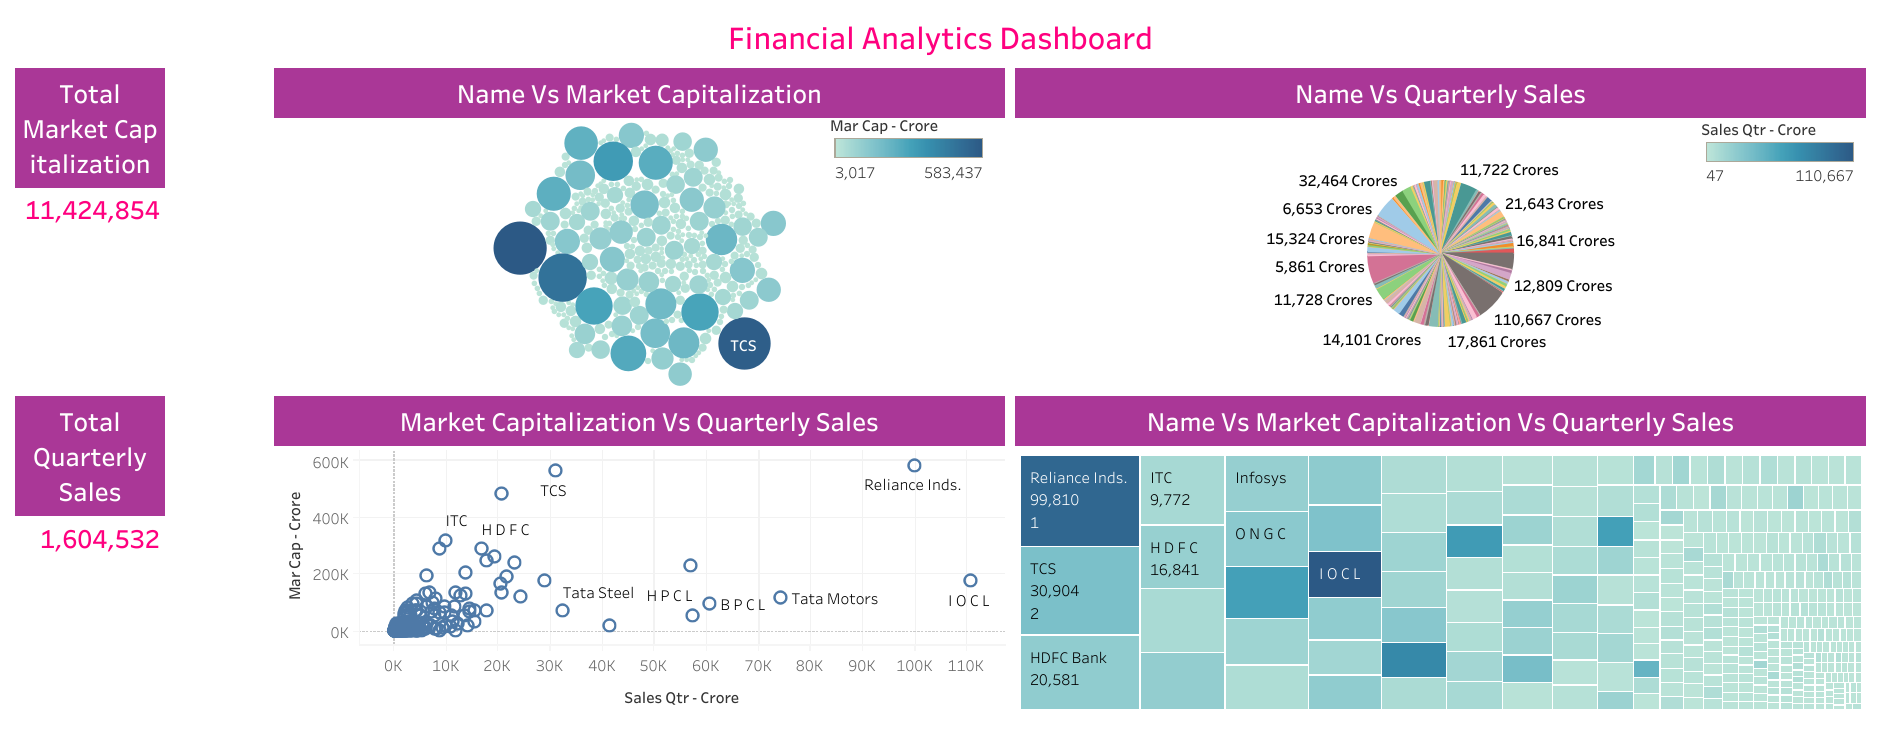 Financial Analytics Dashboard
Total
Market Cap
italization
11,424,854
Name Vs Market Capitalization
Mar Cap - Crore
3,017 583,437
TCS
Name Vs Quarterly Sales
Sales Qtr - Crore
47 110,667
11,722 Crores
32,464 Crores
21,643 Crores
6,653 Crores
15,324 Crores
16,841 Crores
5,861 Crores
12,809 Crores
11,728 Crores
110,667 Crores
14,101 Crores
17,861 Crores
Total
Quarterly
Sales
1,604,532
Market Capitalization Vs Quarterly Sales
Mar Cap - Crore
600K
400K
200K
0K
TCS
Reliance Inds.
ITC
H D F C
Tata Steel
H P C L
B P C L
Tata Motors
I O C L
0K 10K 20K 30K 40K 50K 60K 70K 80K 90K 100K 110K
Sales Qtr - Crore
Name Vs Market Capitalization Vs Quarterly Sales
Reliance Inds.
99,810
1
TCS
30,904
2
HDFC Bank
20,581
ITC
9,772
H D F C
16,841
Infosys
O N G C
I O C L